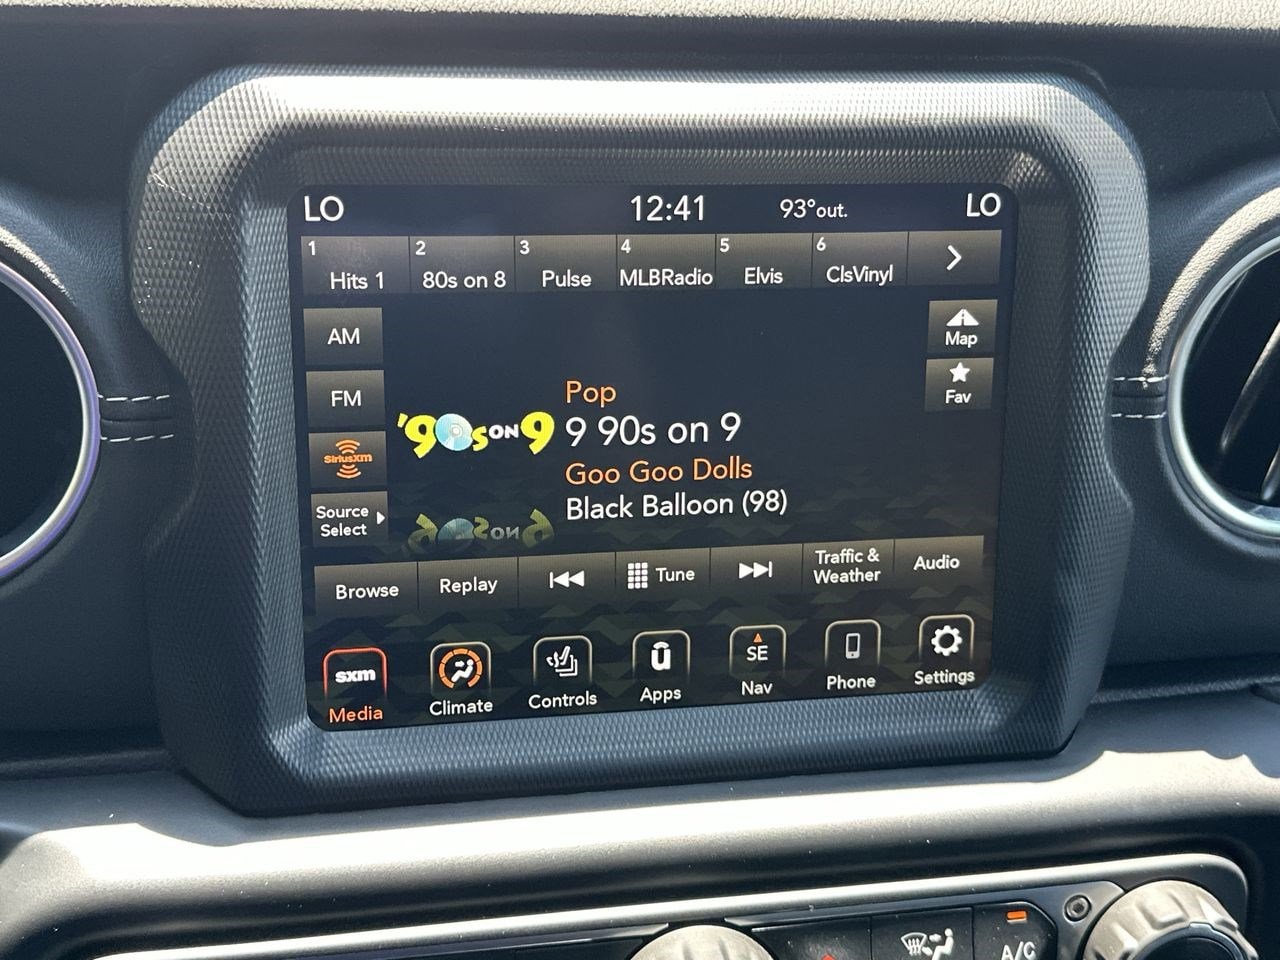 LO 12:41 93°out. LO
1 Hits 1 2 80s on 8 3 Pulse 4 MLBRadio 5 Elvis 6 ClsVinyl
AM
FM
SiriusXM
Source
Select
Map
Fav
Pop
'90s ON 9
9 90s on 9
Goo Goo Dolls
Black Balloon (98)
Browse Replay Tune Traffic &
Weather Audio
sxm
Media
Climate
Controls
û
Apps
SE
Nav
Phone
Settings
A/C